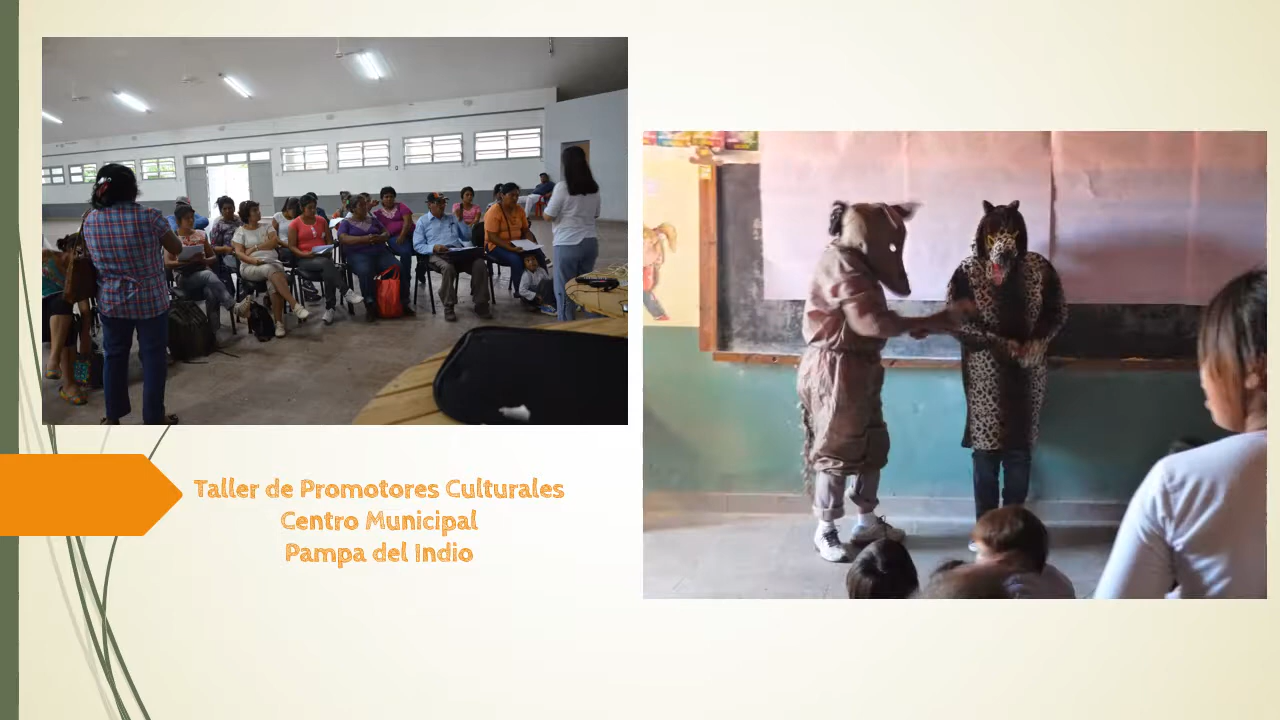 Taller de Promotores Culturales
Centro Municipal
Pampa del Indio